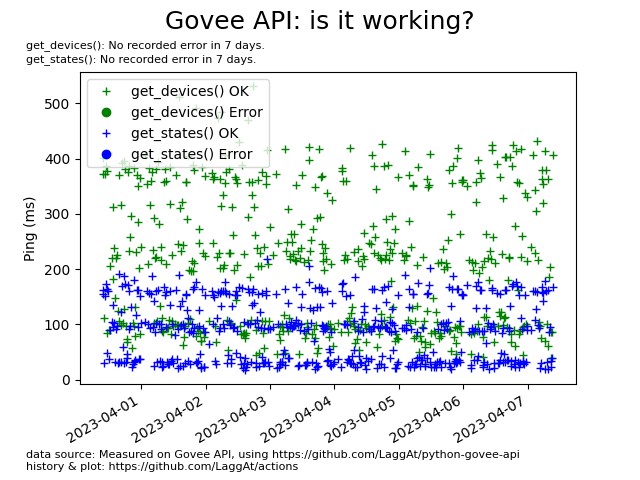 Govee API: is it working?
get_devices(): No recorded error in 7 days.
get_states(): No recorded error in 7 days.
get_devices() OK
get_devices() Error
get_states() OK
get_states() Error
Ping (ms)
500
400
300
200
100
0
2023-04-01
2023-04-02
2023-04-03
2023-04-04
2023-04-05
2023-04-06
2023-04-07
data source: Measured on Govee API, using https://github.com/LaggAt/python-govee-api
history & plot: https://github.com/LaggAt/actions